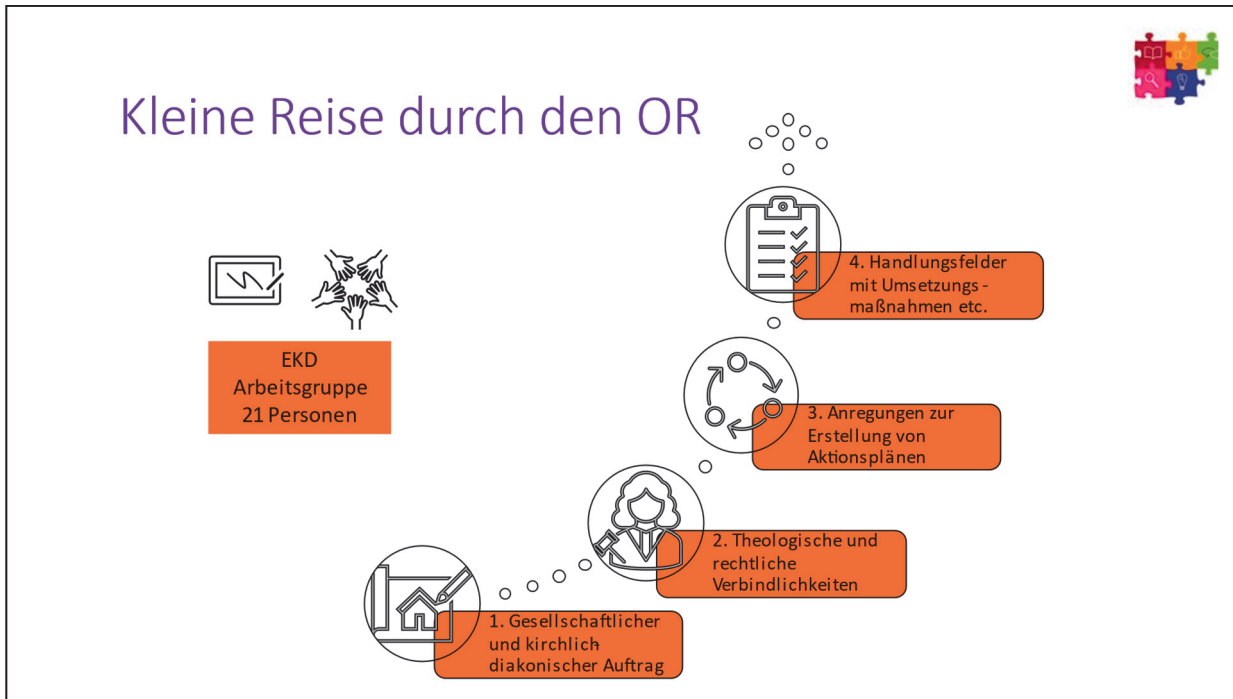 Kleine Reise durch den OR
EKD
Arbeitsgruppe
21 Personen
4. Handlungsfelder
mit Umsetzungs-
maßnahmen etc.
3. Anregungen zur
Erstellung von
Aktionsplänen
2. Theologische und
rechtliche
Verbindlichkeiten
1. Gesellschaftlicher
und kirchlich-
diakonischer Auftrag